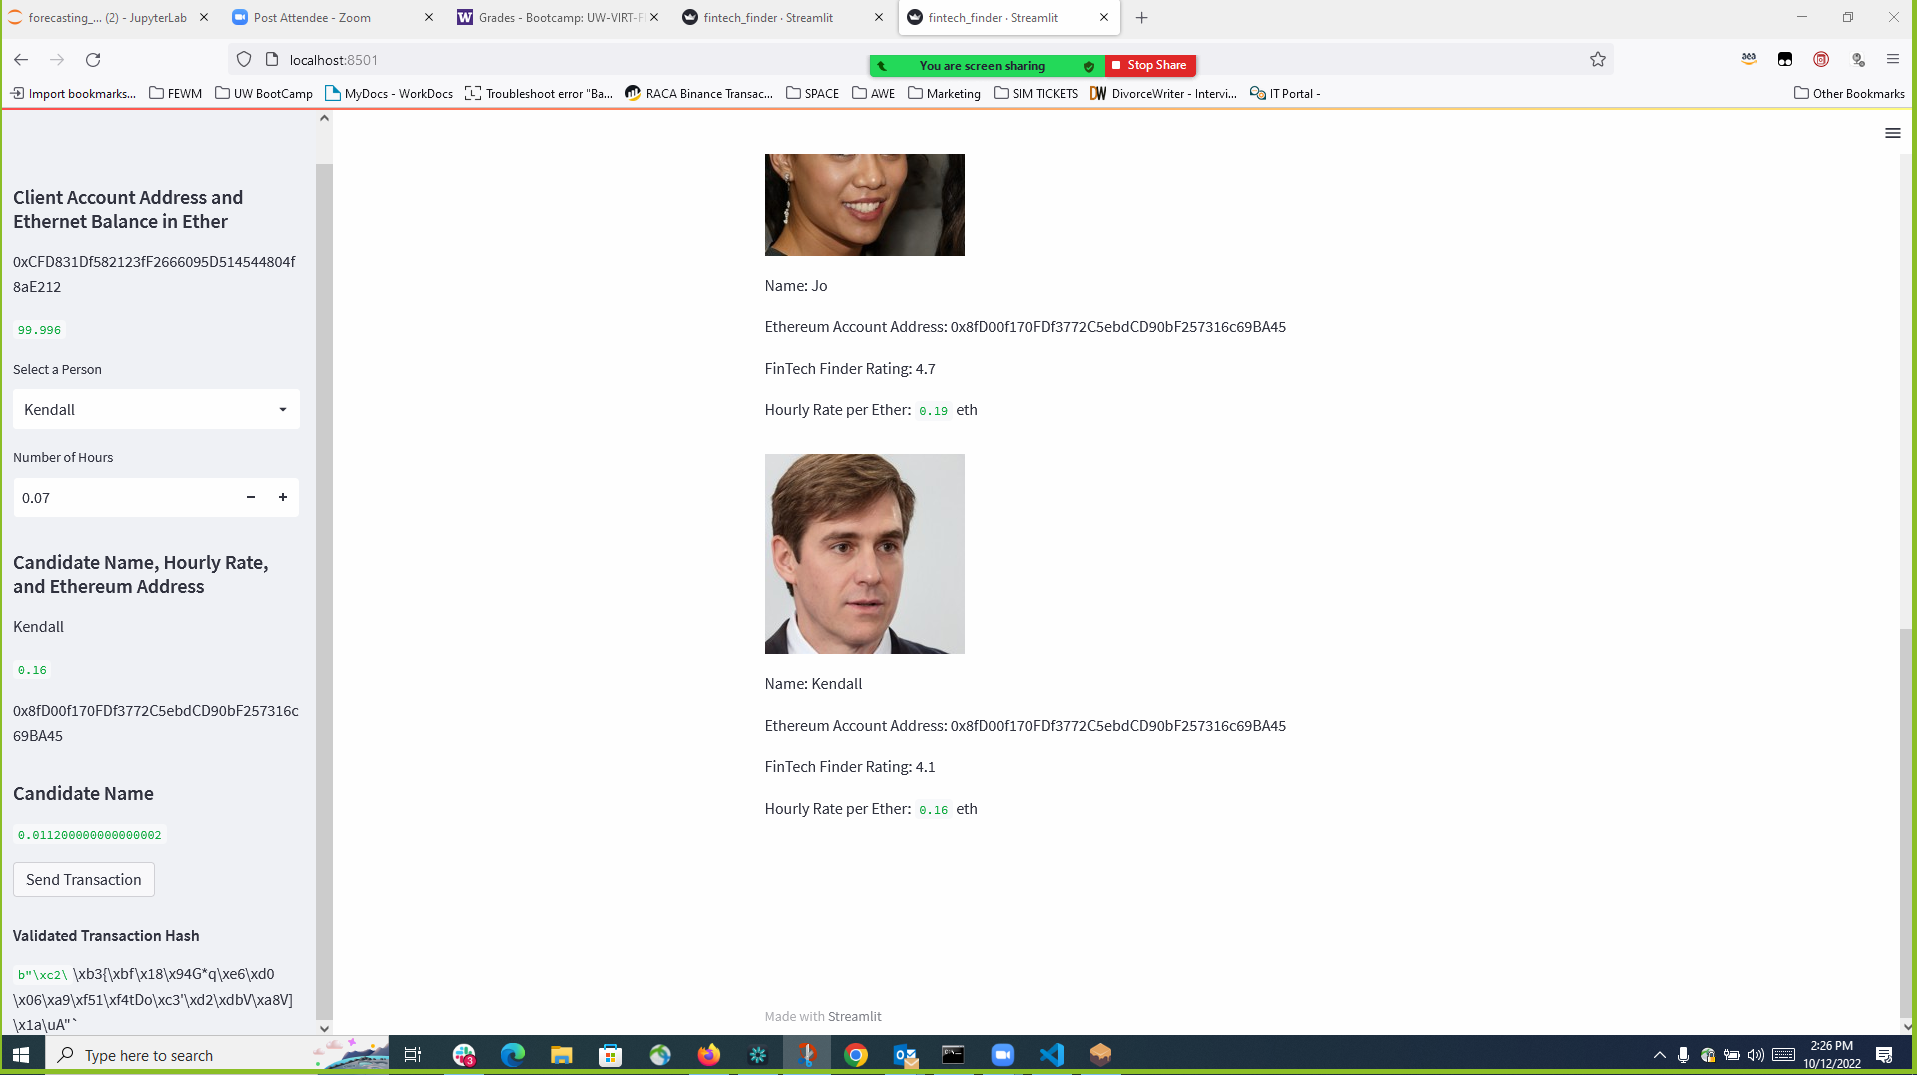 forecasting_... (2) - JupyterLab
Post Attendee - Zoom
Grades - Bootcamp: UW-VIRT-FI
fintech_finder · Streamlit
fintech_finder · Streamlit
localhost:8501
You are screen sharing
Stop Share
Import bookmarks...
FEWM
UW BootCamp
MyDocs - WorkDocs
Troubleshoot error "Ba...
RACA Binance Transac...
SPACE
AWE
Marketing
SIM TICKETS
DivorceWriter - Intervi...
IT Portal -
Other Bookmarks
Client Account Address and
Ethernet Balance in Ether
0xCFD831Df582123fF2666095D514544804f
8aE212
99.996
Select a Person
Kendall
Number of Hours
0.07
Candidate Name, Hourly Rate,
and Ethereum Address
Kendall
0.16
0x8fD00f170FDf3772C5ebdCD90bF257316c
69BA45
Candidate Name
0.011200000000000002
Send Transaction
Validated Transaction Hash
b"\xc2\ \xb3[\xbf\x18\x94G*q\xe6\xd0
\x06\xa9\xf51\xf4tDo\xc3'\xd2\xdbV\xa8V]
\x1a\uA"`
Name: Jo
Ethereum Account Address: 0x8fD00f170FDf3772C5ebdCD90bF257316c69BA45
FinTech Finder Rating: 4.7
Hourly Rate per Ether: 0.19 eth
Name: Kendall
Ethereum Account Address: 0x8fD00f170FDf3772C5ebdCD90bF257316c69BA45
FinTech Finder Rating: 4.1
Hourly Rate per Ether: 0.16 eth
Made with Streamlit
Type here to search
3
2:26 PM
10/12/2022